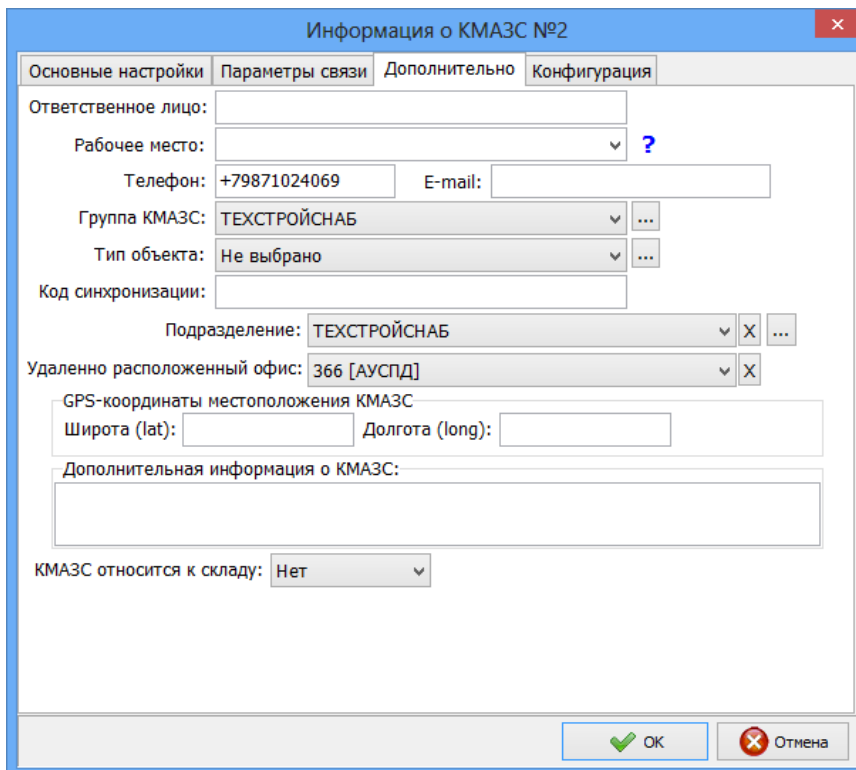 Информация о КМАЗС №2
Основные настройки Параметры связи Дополнительно Конфигурация
Ответственное лицо:
Рабочее место: ?
Телефон: +79871024069 E-mail:
Группа КМАЗС: ТЕХСТРОЙСНАБ ...
Тип объекта: Не выбрано ...
Код синхронизации:
Подразделение: ТЕХСТРОЙСНАБ X ...
Удаленно расположенный офис: 366 [АУСПД] X
GPS-координаты местоположения КМАЗС
Широта (lat): Долгота (long):
Дополнительная информация о КМАЗС:
КМАЗС относится к складу: Нет
OK Отмена